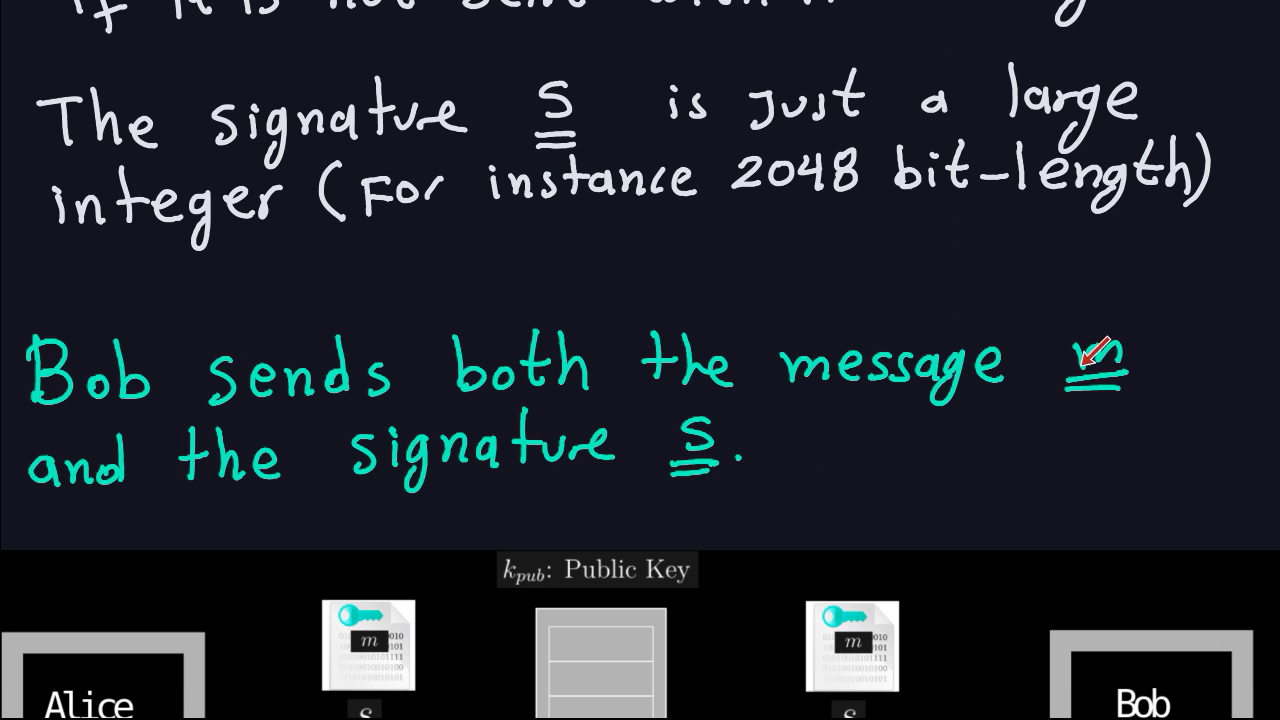 The signature S is just a large
integer (For instance 2048 bit-length)
Bob sends both the message m
and the signature S.
k_pub: Public Key
m
m
Alice
Bob